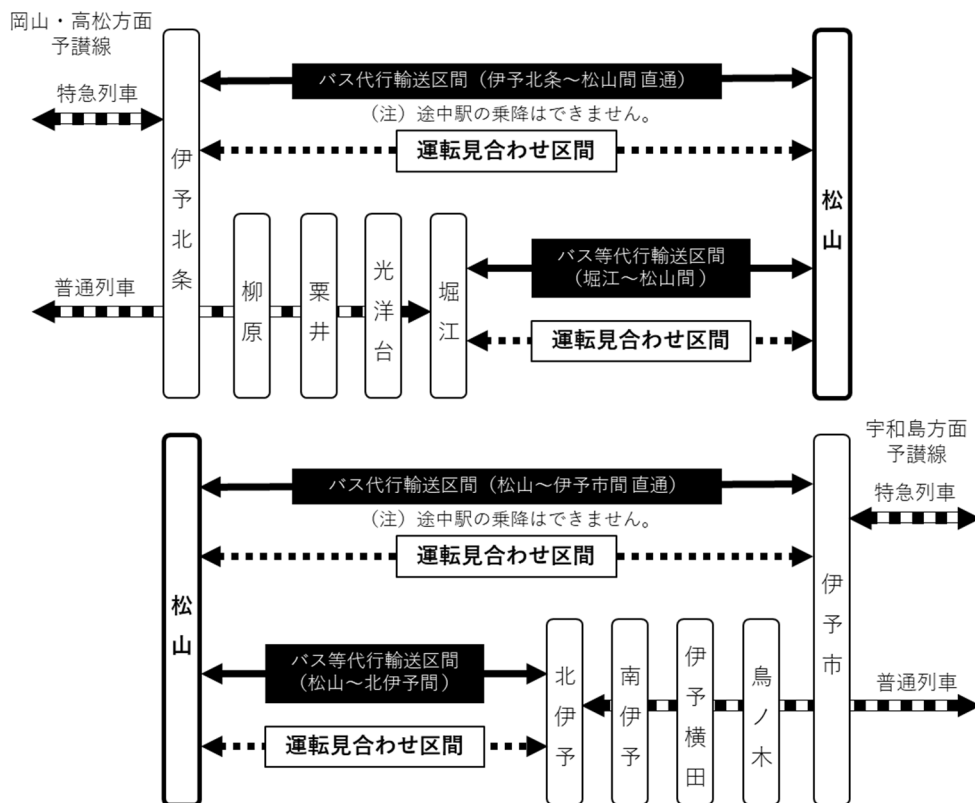 岡山・高松方面
予讃線
バス代行輸送区間（伊予北条～松山間 直通）
特急列車
（注）途中駅の乗降はできません。
運転見合わせ区間
伊予北条
松山
バス等代行輸送区間
（堀江～松山間）
普通列車
柳原
粟井
光洋台
堀江
運転見合わせ区間
宇和島方面
予讃線
バス代行輸送区間（松山～伊予市間 直通）
特急列車
（注）途中駅の乗降はできません。
運転見合わせ区間
松山
伊予市
バス等代行輸送区間
（松山～北伊予間）
北伊予
南伊予
伊予横田
鳥ノ木
普通列車
運転見合わせ区間